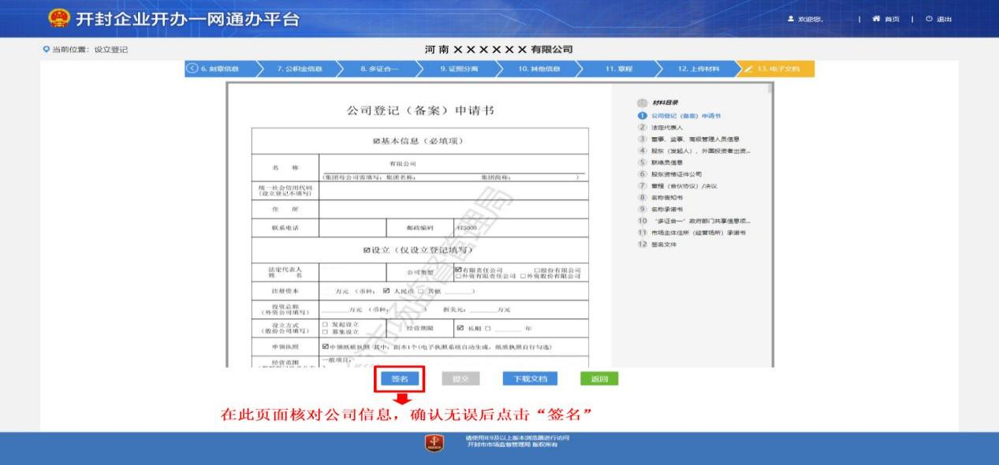 开封企业开办一网通办平台
欢迎您, | 首页 | 退出
当前位置：设立登记
河南××××××有限公司
6. 刻章信息
7. 公积金信息
8. 多证合一
9. 证照分离
10. 其他信息
11. 章程
12. 上传材料
13. 电子文档
公司登记（备案）申请书
☑基本信息（必填项）
名 称
有限公司
（集团母公司需填写：集团名称： 集团简称： ）
统一社会信用代码
（设立登记不填写）
住 所
联系电话
邮政编码
475000
☑设立（仅设立登记填写）
法定代表人
姓 名
公司类型
☑有限责任公司 □股份有限公司
□外资有限责任公司 □外资股份有限公司
注册资本
万元 （币种： ☑ 人民币 □ 其他 ______）
投资总额
（外资公司填写）
______万元 （币种： ） 折美元：______万元
设立方式
（股份公司填写）
□ 发起设立
□ 募集设立
经营期限
☑ 长期 □ ______ 年
申领执照
☑申领纸质执照 其中：副本1个(电子执照系统自动生成，纸质执照自行勾选)
经营范围
一般项目：
市场监督管理局
材料目录
1 公司登记（备案）申请书
2 法定代表人
3 董事、监事、高级管理人员信息
4 股东（发起人）、外国投资者出资...
5 联络员信息
6 股东资格证件公司
7 章程（合伙协议）/决议
8 名称告知书
9 名称承诺书
10 “多证合一”政府部门共享信息项...
11 市场主体住所（经营场所）承诺书
12 签名文件
签名
提交
下载文档
返回
在此页面核对公司信息，确认无误后点击“签名”
请使用IE9及以上版本浏览器进行访问
开封市市场监督管理局 版权所有